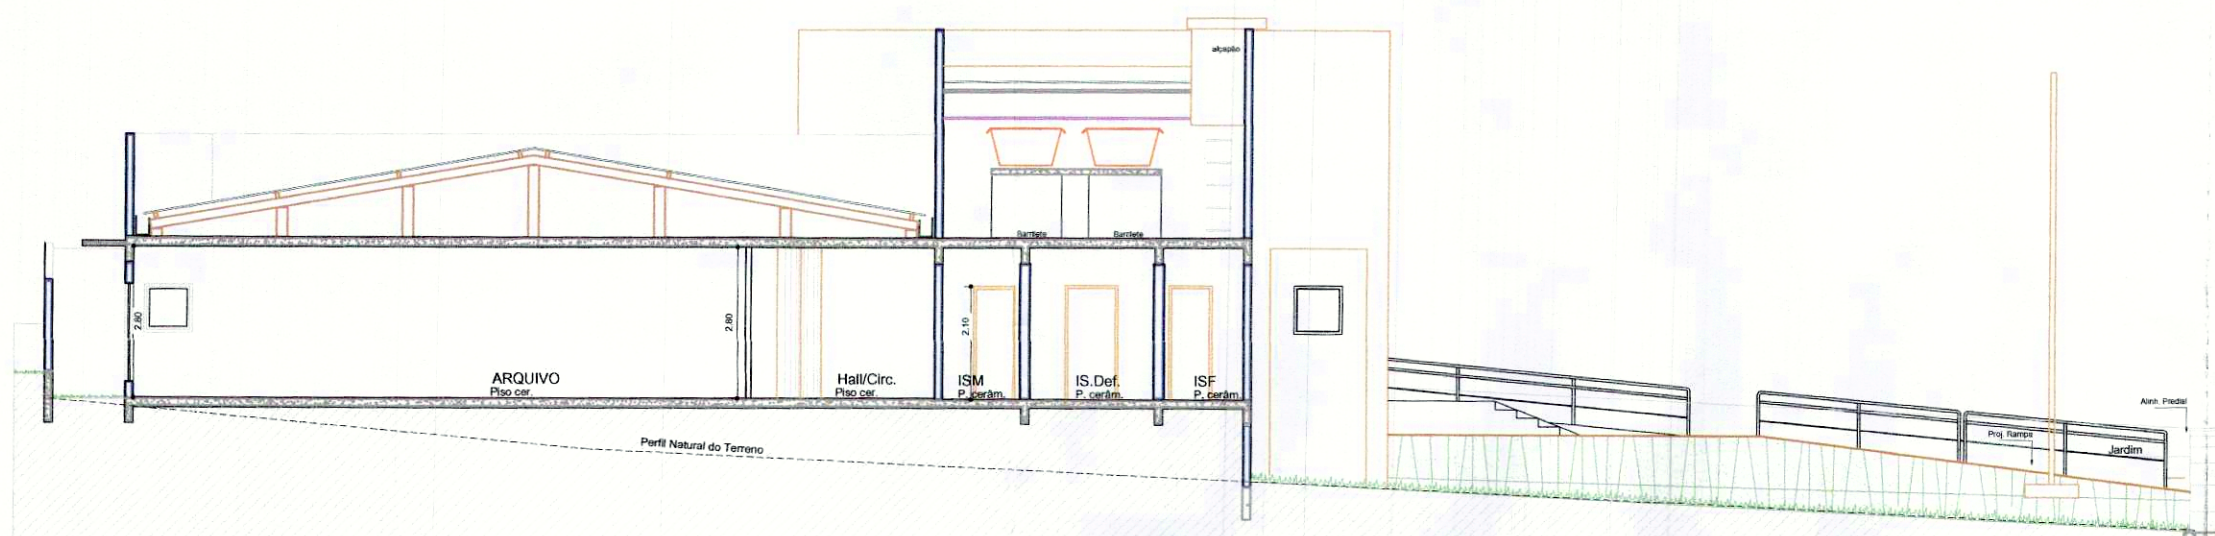 alçapão
Barrilete
Barrilete
2.80
2.80
2.10
ARQUIVO
Piso cer.
Hall/Circ.
Piso cer.
ISM
P. cerâm.
IS.Def.
P. cerâm.
ISF
P. cerâm.
Perfil Natural do Terreno
Alinh. Predial
Proj. Rampa
Jardim